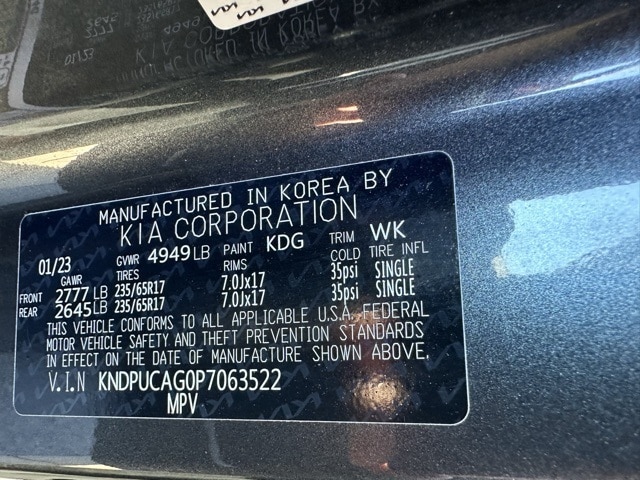 MANUFACTURED IN KOREA BY
KIA CORPORATION
01/23 GVWR 4949 LB PAINT KDG TRIM WK
GAWR TIRES RIMS COLD TIRE INFL
FRONT 2777 LB 235/65R17 7.0Jx17 35psi SINGLE
REAR 2645 LB 235/65R17 7.0Jx17 35psi SINGLE
THIS VEHICLE CONFORMS TO ALL APPLICABLE U.S.A. FEDERAL
MOTOR VEHICLE SAFETY AND THEFT PREVENTION STANDARDS
IN EFFECT ON THE DATE OF MANUFACTURE SHOWN ABOVE.
V.I.N KNDPUCAG0P7063522
MPV